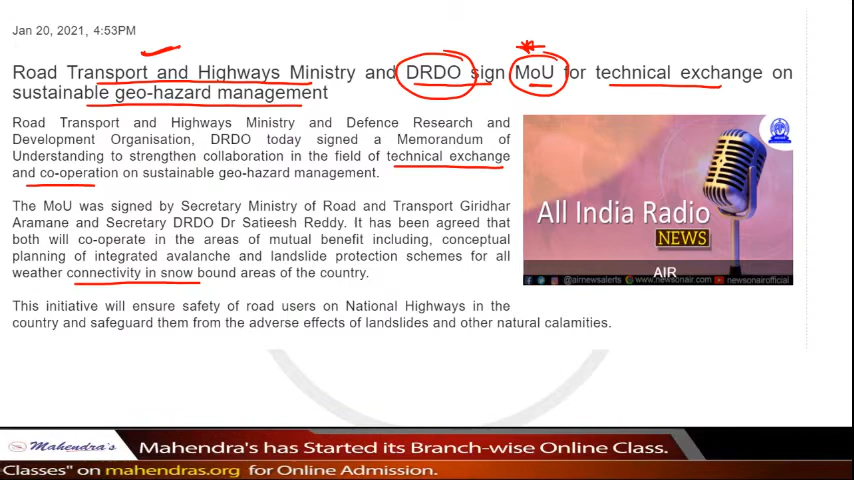 Jan 20, 2021, 4:53PM
Road Transport and Highways Ministry and DRDO sign MoU for technical exchange on
sustainable geo-hazard management
Road Transport and Highways Ministry and Defence Research and
Development Organisation, DRDO today signed a Memorandum of
Understanding to strengthen collaboration in the field of technical exchange
and co-operation on sustainable geo-hazard management.
The MoU was signed by Secretary Ministry of Road and Transport Giridhar
Aramane and Secretary DRDO Dr Satieesh Reddy. It has been agreed that
both will co-operate in the areas of mutual benefit including, conceptual
planning of integrated avalanche and landslide protection schemes for all
weather connectivity in snow bound areas of the country.
This initiative will ensure safety of road users on National Highways in the
country and safeguard them from the adverse effects of landslides and other natural calamities.
All India Radio
NEWS
AIR
@airnewsalerts www.newsonair.com newsonairofficial
Mahendra's
Mahendra's has Started its Branch-wise Online Class.
Classes" on mahendras.org for Online Admission.